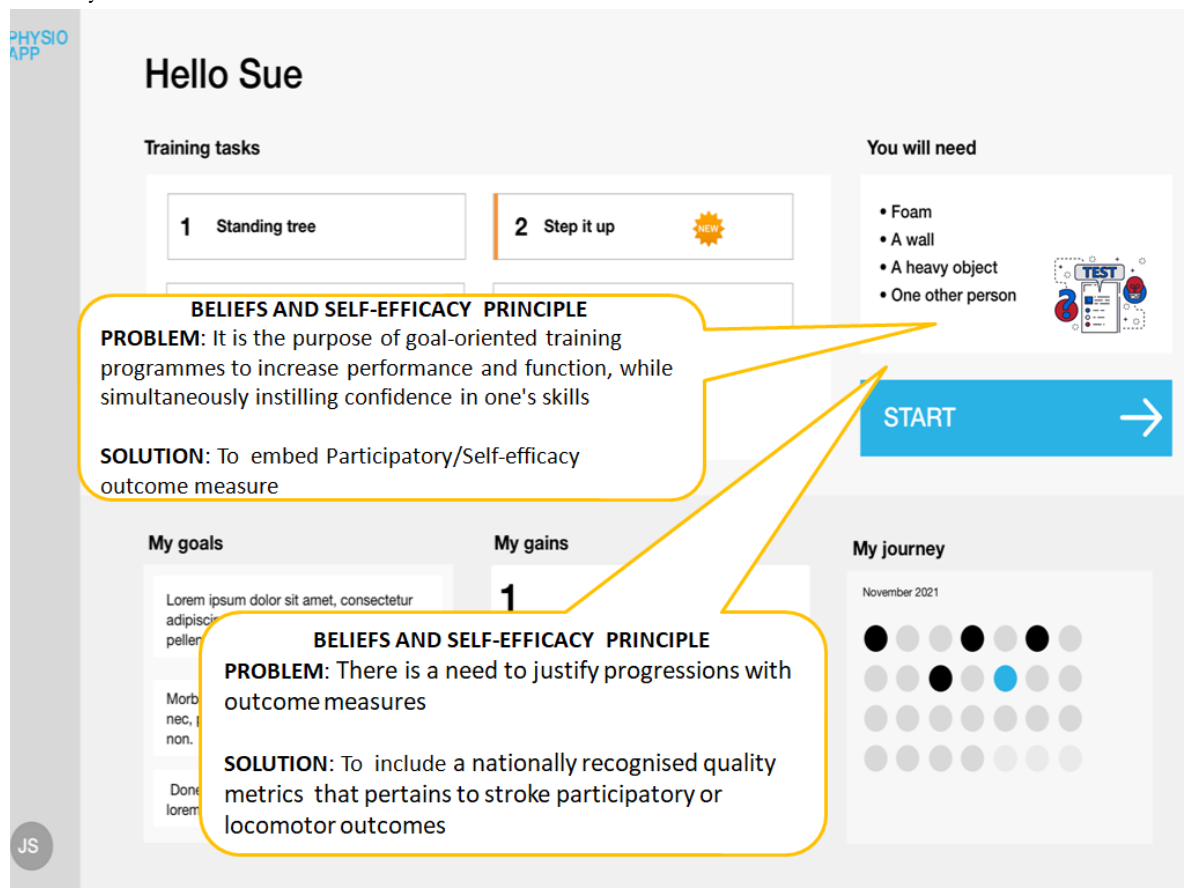 PHYSIO
APP
Hello Sue
Training tasks
1 Standing tree
2 Step it up
NEW
You will need
• Foam
• A wall
• A heavy object
• One other person
TEST
?
START
BELIEFS AND SELF-EFFICACY PRINCIPLE
PROBLEM: It is the purpose of goal-oriented training
programmes to increase performance and function, while
simultaneously instilling confidence in one's skills
SOLUTION: To embed Participatory/Self-efficacy
outcome measure
My goals
Lorem ipsum dolor sit amet, consectetur
My gains
1
My journey
November 2021
BELIEFS AND SELF-EFFICACY PRINCIPLE
PROBLEM: There is a need to justify progressions with
outcome measures
SOLUTION: To include a nationally recognised quality
metrics that pertains to stroke participatory or
locomotor outcomes
nec,
non.
lorem
JS